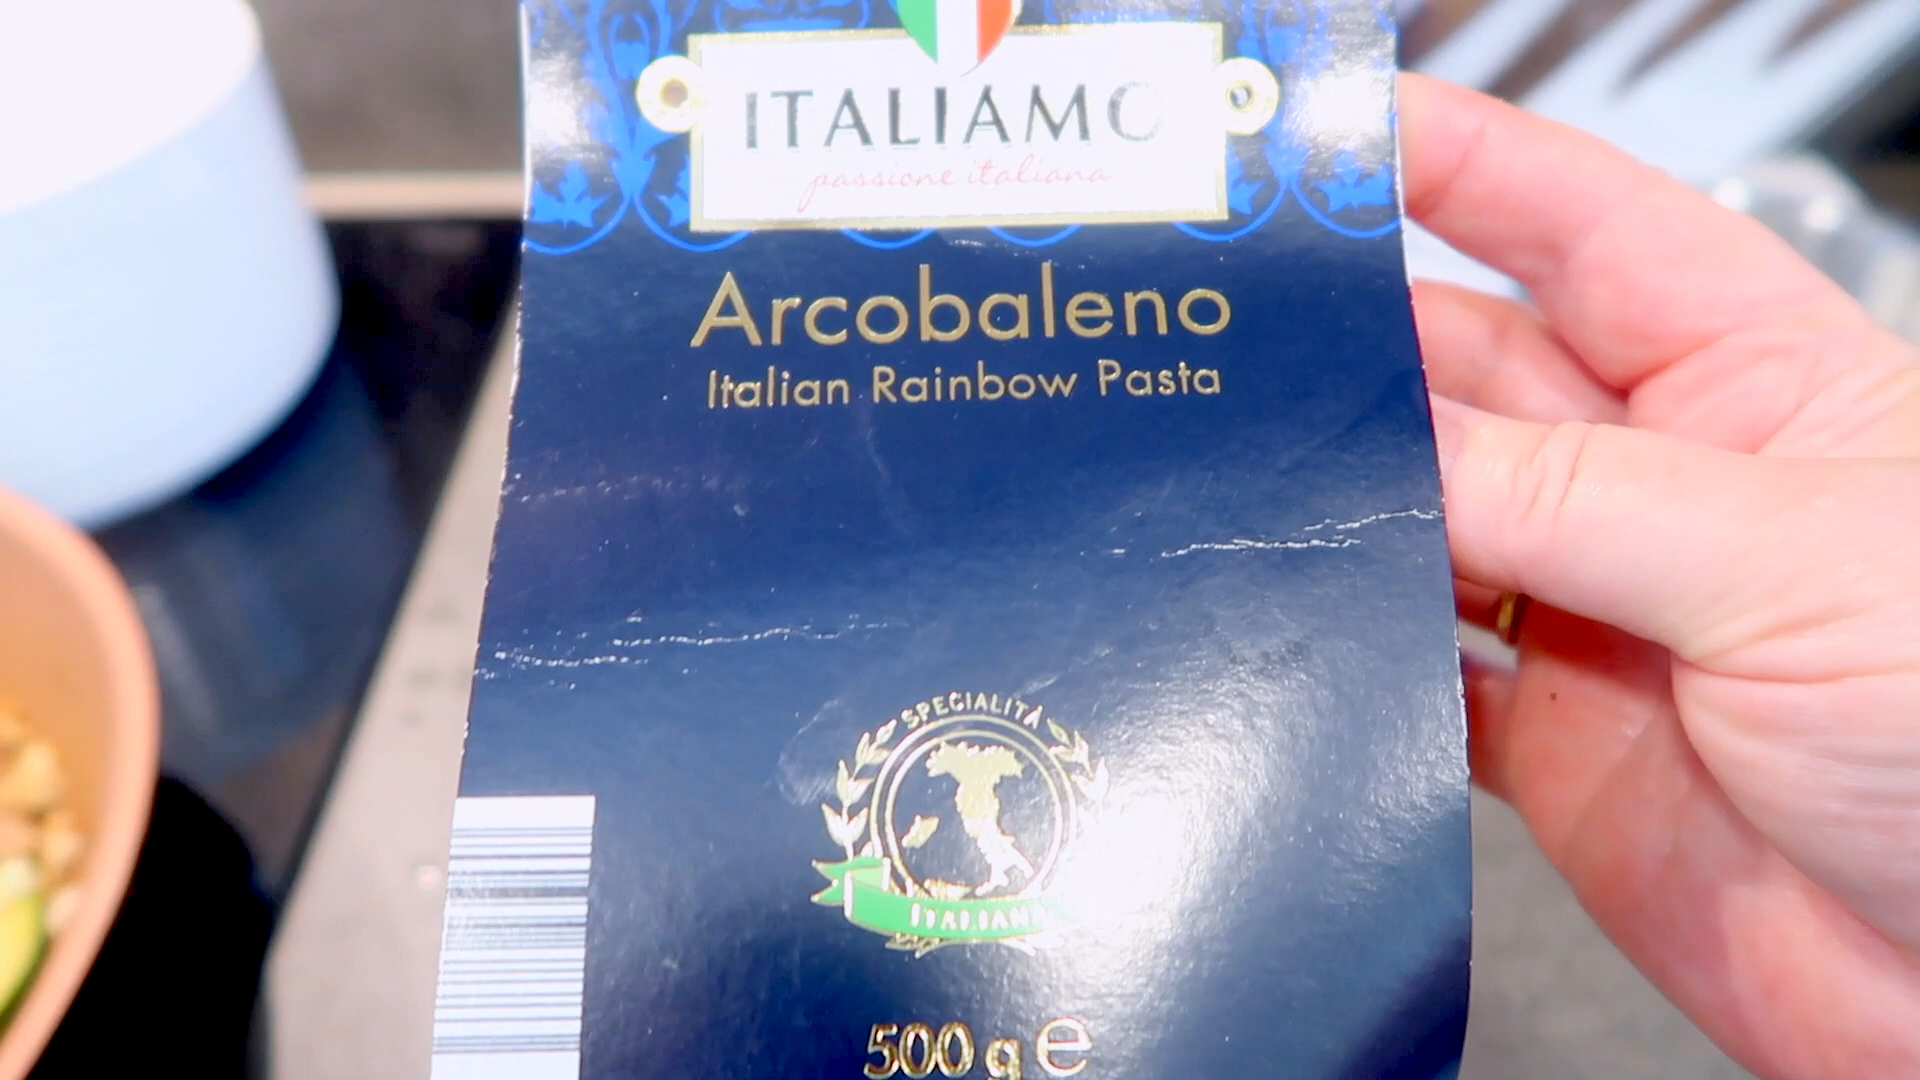 ITALIAMO
passione italiana
Arcobaleno
Italian Rainbow Pasta
SPECIALITÀ
ITALIANA
500 g e